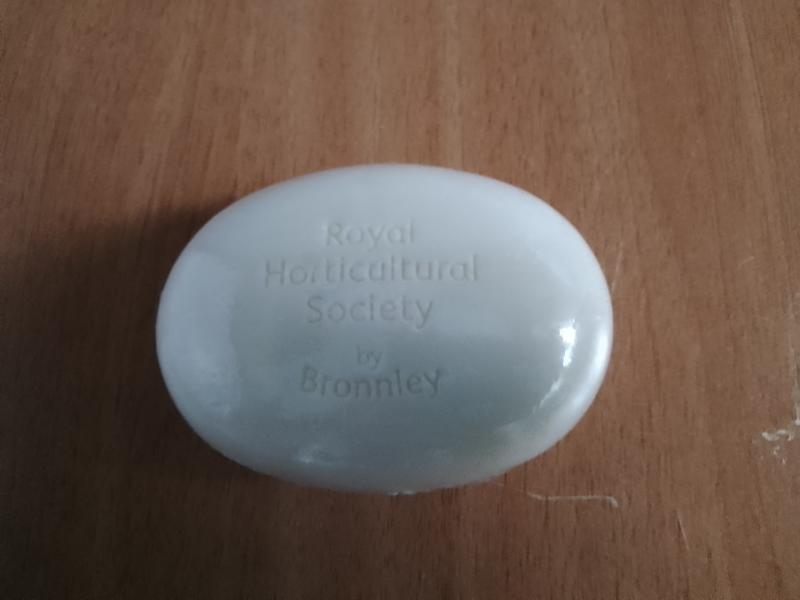 Royal
Horticultural
Society
by
Bronnley